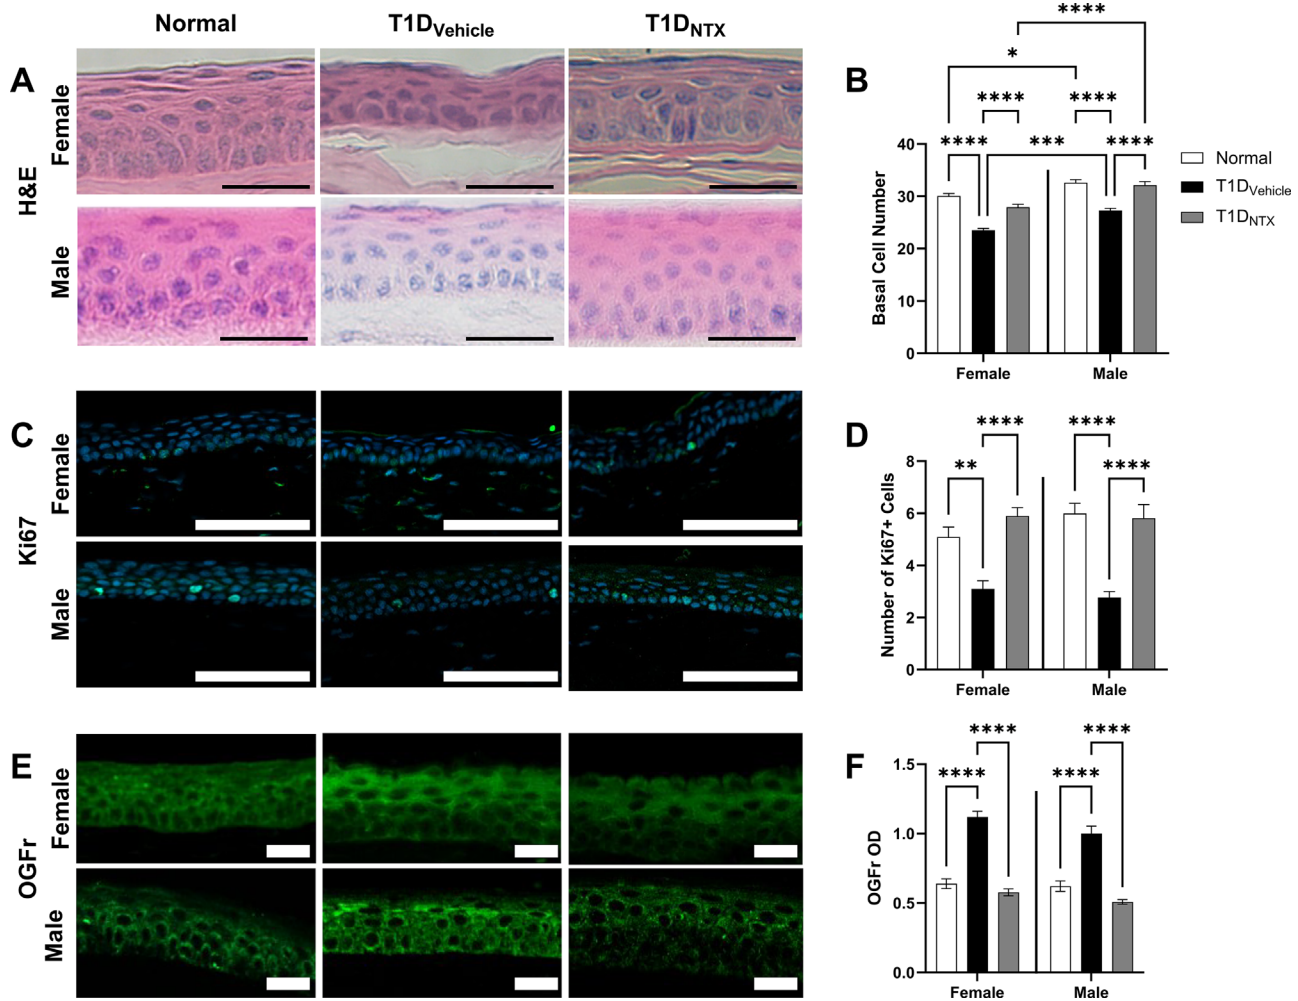 Normal
T1DVehicle
T1DNTX
A
H&E
Female
Male
B
****
*
**** ****
**** *** ****
Basal Cell Number
40
30
20
10
0
Female
Male
Normal
T1DVehicle
T1DNTX
C
Ki67
Female
Male
D
**** ****
** ****
Number of Ki67+ Cells
8
6
4
2
0
Female
Male
E
OGFr
Female
Male
F
**** ****
**** ****
OGFr OD
1.5
1.0
0.5
0.0
Female
Male